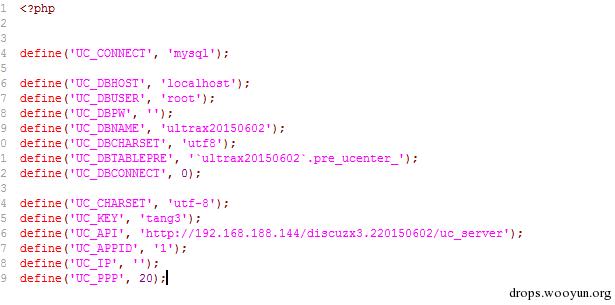 1 <?php
2
3
4 define('UC_CONNECT', 'mysql');
5
6 define('UC_DBHOST', 'localhost');
7 define('UC_DBUSER', 'root');
8 define('UC_DBPW', '');
9 define('UC_DBNAME', 'ultrax20150602');
0 define('UC_DBCHARSET', 'utf8');
1 define('UC_DBTABLEPRE', '`ultrax20150602`.pre_ucenter_');
2 define('UC_DBCONNECT', 0);
3
4 define('UC_CHARSET', 'utf-8');
5 define('UC_KEY', 'tang3');
6 define('UC_API', 'http://192.168.188.144/discuzx3.220150602/uc_server');
7 define('UC_APPID', '1');
8 define('UC_IP', '');
9 define('UC_PPP', 20);
drops.wooyun.org